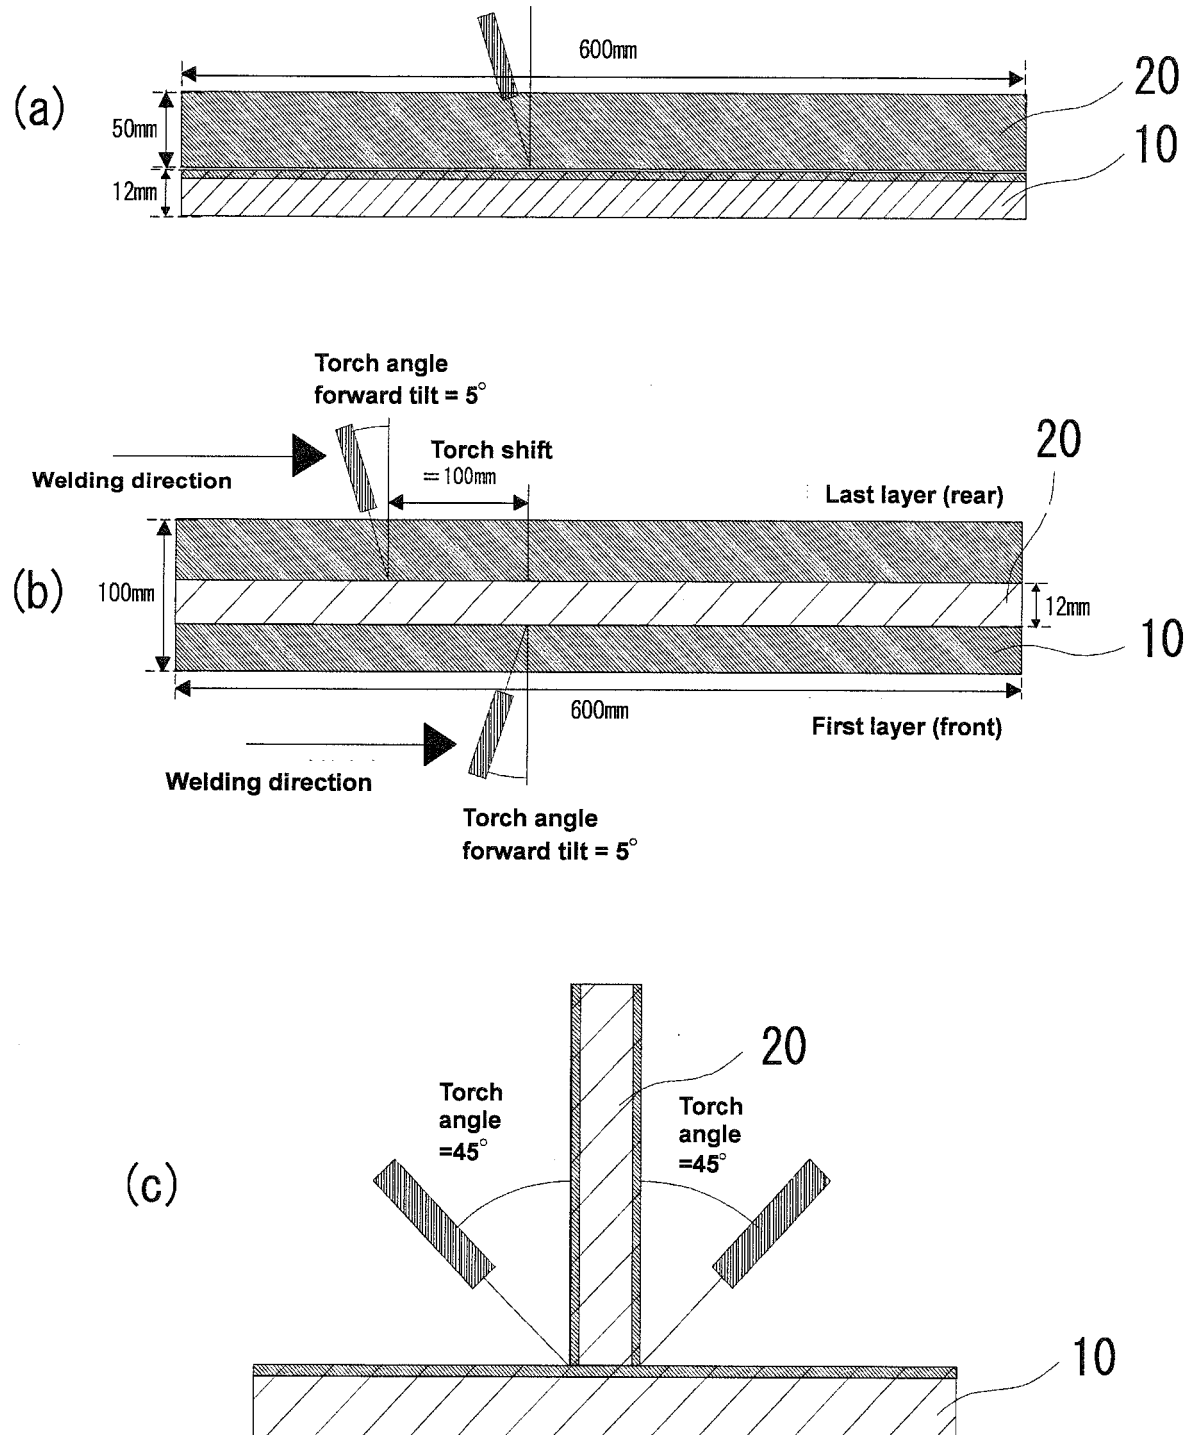 600mm
20
(a)
50mm
10
12mm
Torch angle
forward tilt = 5°
Torch shift
=100mm
20
Welding direction
Last layer (rear)
(b)
100mm
12mm
10
600mm
First layer (front)
Welding direction
Torch angle
forward tilt = 5°
20
Torch
angle
=45°
Torch
angle
=45°
(c)
10